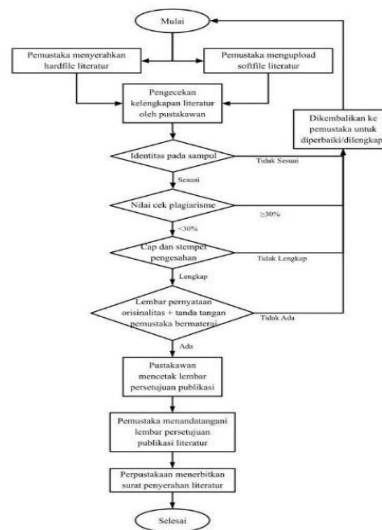 Mulai
Pemustaka menyerahkan
hardfile literatur
Pemustaka mengupload
softfile literatur
Pengecekan
kelengkapan literatur
oleh pustakawan
Dikembalikan ke
pemustaka untuk
diperbaiki/dilengkapi
Identitas pada sampul
Tidak Sesuai
Sesuai
Nilai cek plagiarisme
≥30%
<30%
Cap dan stempel
pengesahan
Tidak Lengkap
Lengkap
Lembar pernyataan
orisinalitas + tanda tangan
pemustaka bermaterai
Tidak Ada
Ada
Pustakawan
mencetak lembar
persetujuan publikasi
Pemustaka menandatangani
lembar persetujuan
publikasi literatur
Perpustakaan menerbitkan
surat penyerahan literatur
Selesai